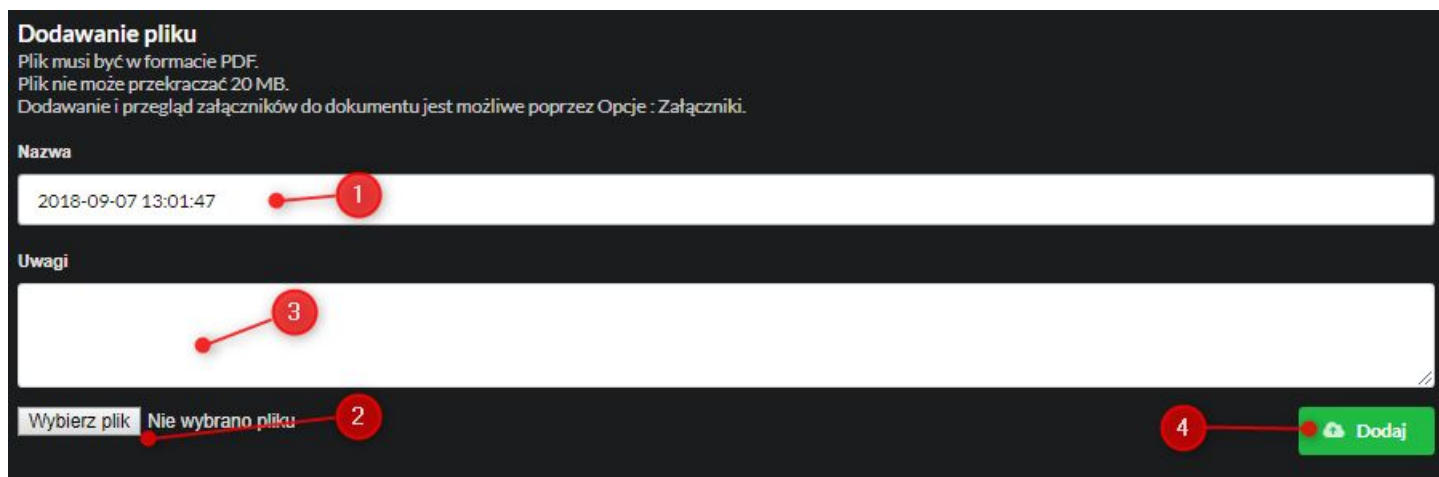 Dodawanie pliku
Plik musi być w formacie PDF.
Plik nie może przekraczać 20 MB.
Dodawanie i przegląd załączników do dokumentu jest możliwe poprzez Opcje : Załączniki.
Nazwa
2018-09-07 13:01:47
1
Uwagi
3
Wybierz plik Nie wybrano pliku 2
4 Dodaj